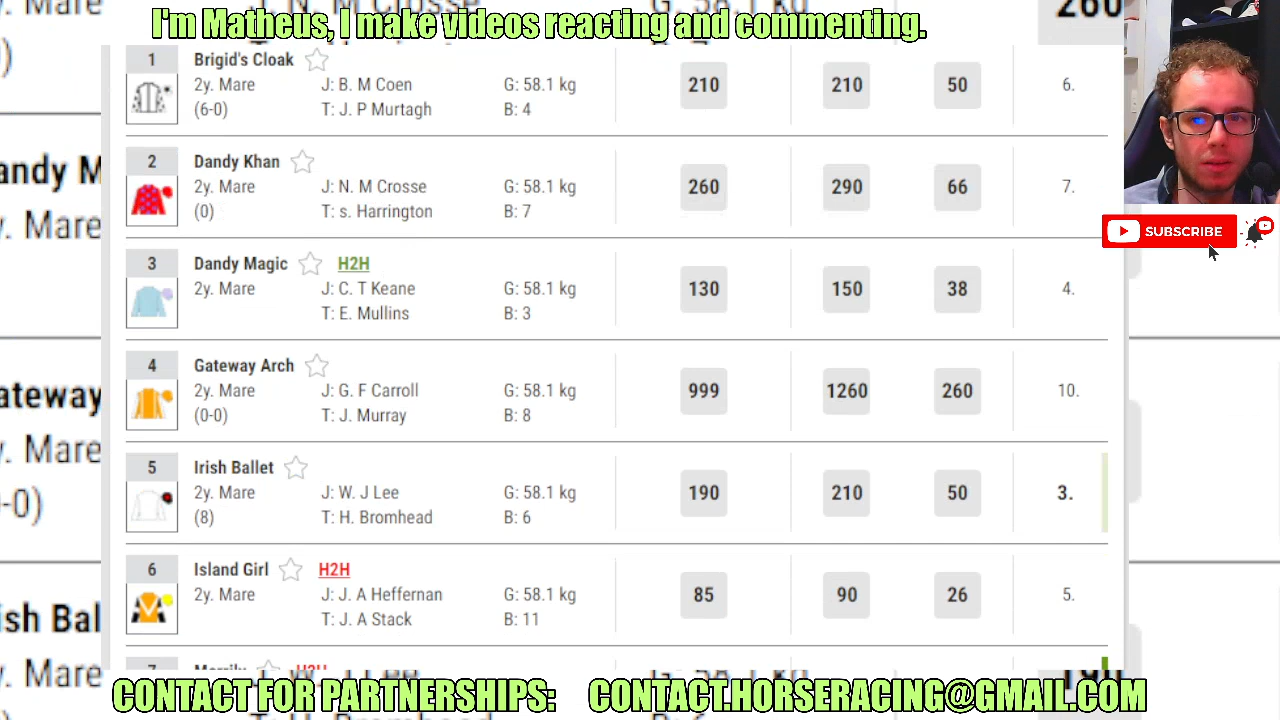 I'm Matheus, I make videos reacting and commenting.
260
1 Brigid's Cloak
2y. Mare J: B. M Coen G: 58.1 kg 210 210 50 6.
(6-0) T: J. P Murtagh B: 4
2 Dandy Khan
2y. Mare J: N. M Crosse G: 58.1 kg 260 290 66 7.
(0) T: s. Harrington B: 7
SUBSCRIBE
3 Dandy Magic H2H
2y. Mare J: C. T Keane G: 58.1 kg 130 150 38 4.
T: E. Mullins B: 3
4 Gateway Arch
2y. Mare J: G. F Carroll G: 58.1 kg 999 1260 260 10.
(0-0) T: J. Murray B: 8
5 Irish Ballet
2y. Mare J: W. J Lee G: 58.1 kg 190 210 50 3.
(8) T: H. Bromhead B: 6
6 Island Girl H2H
2y. Mare J: J. A Heffernan G: 58.1 kg 85 90 26 5.
T: J. A Stack B: 11
CONTACT FOR PARTNERSHIPS: CONTACT.HORSERACING@GMAIL.COM